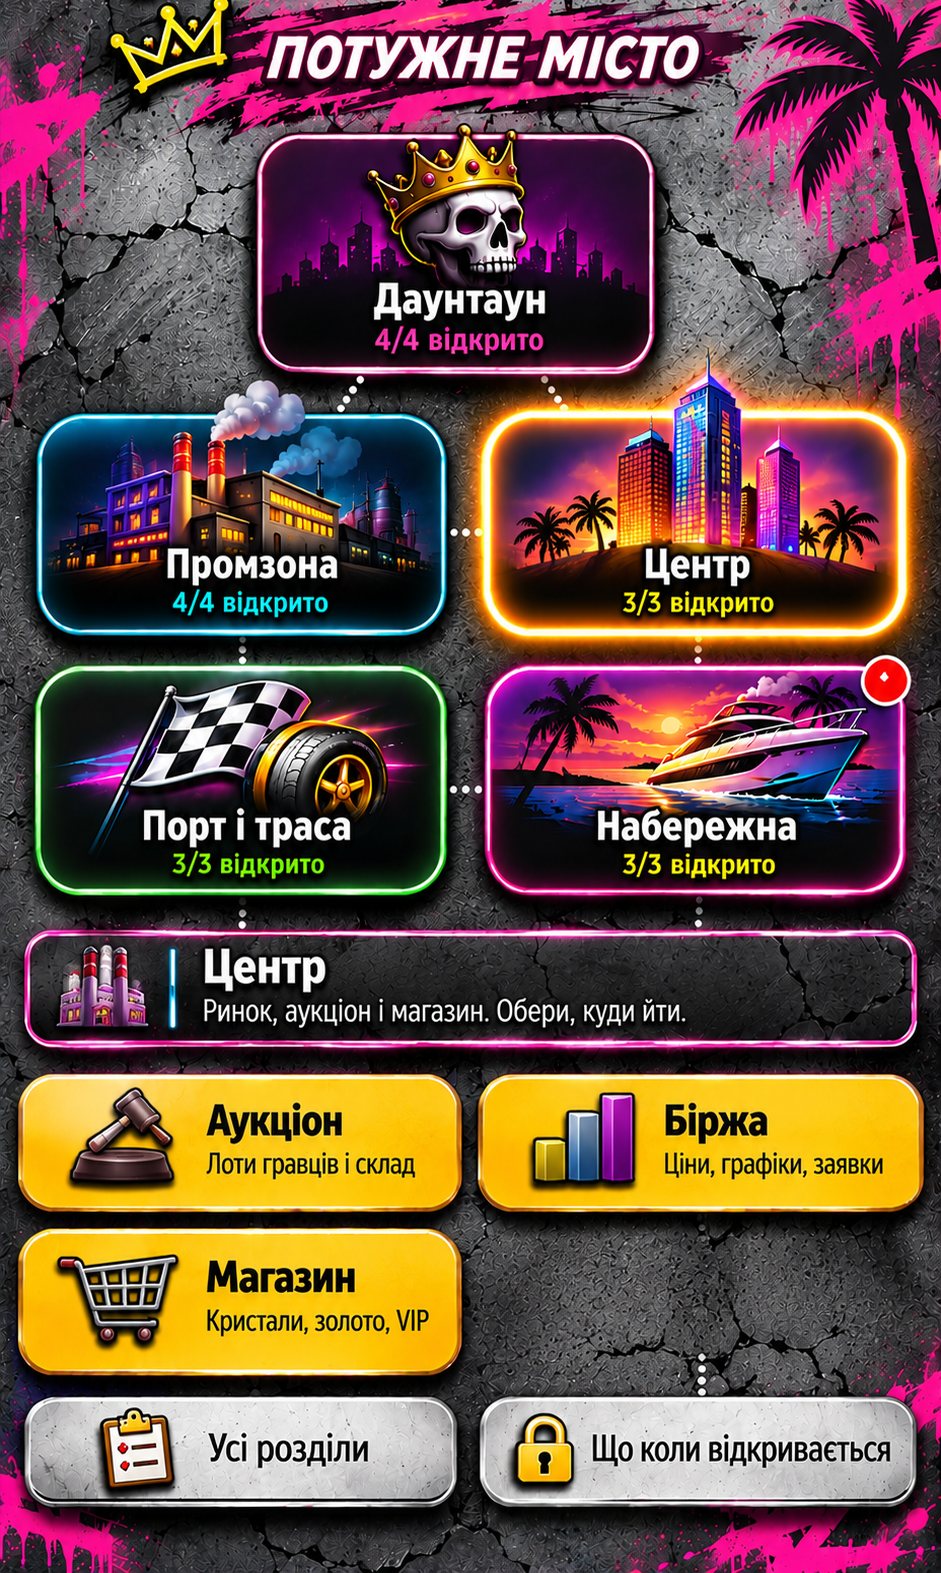 ПОТУЖНЕ МІСТО
Даунтаун
4/4 відкрито
Промзона
4/4 відкрито
Центр
3/3 відкрито
Порт і траса
3/3 відкрито
Набережна
3/3 відкрито
Центр
Ринок, аукціон і магазин. Обери, куди йти.
Аукціон
Лоти гравців і склад
Біржа
Ціни, графіки, заявки
Магазин
Кристали, золото, VIP
Усі розділи
Що коли відкривається